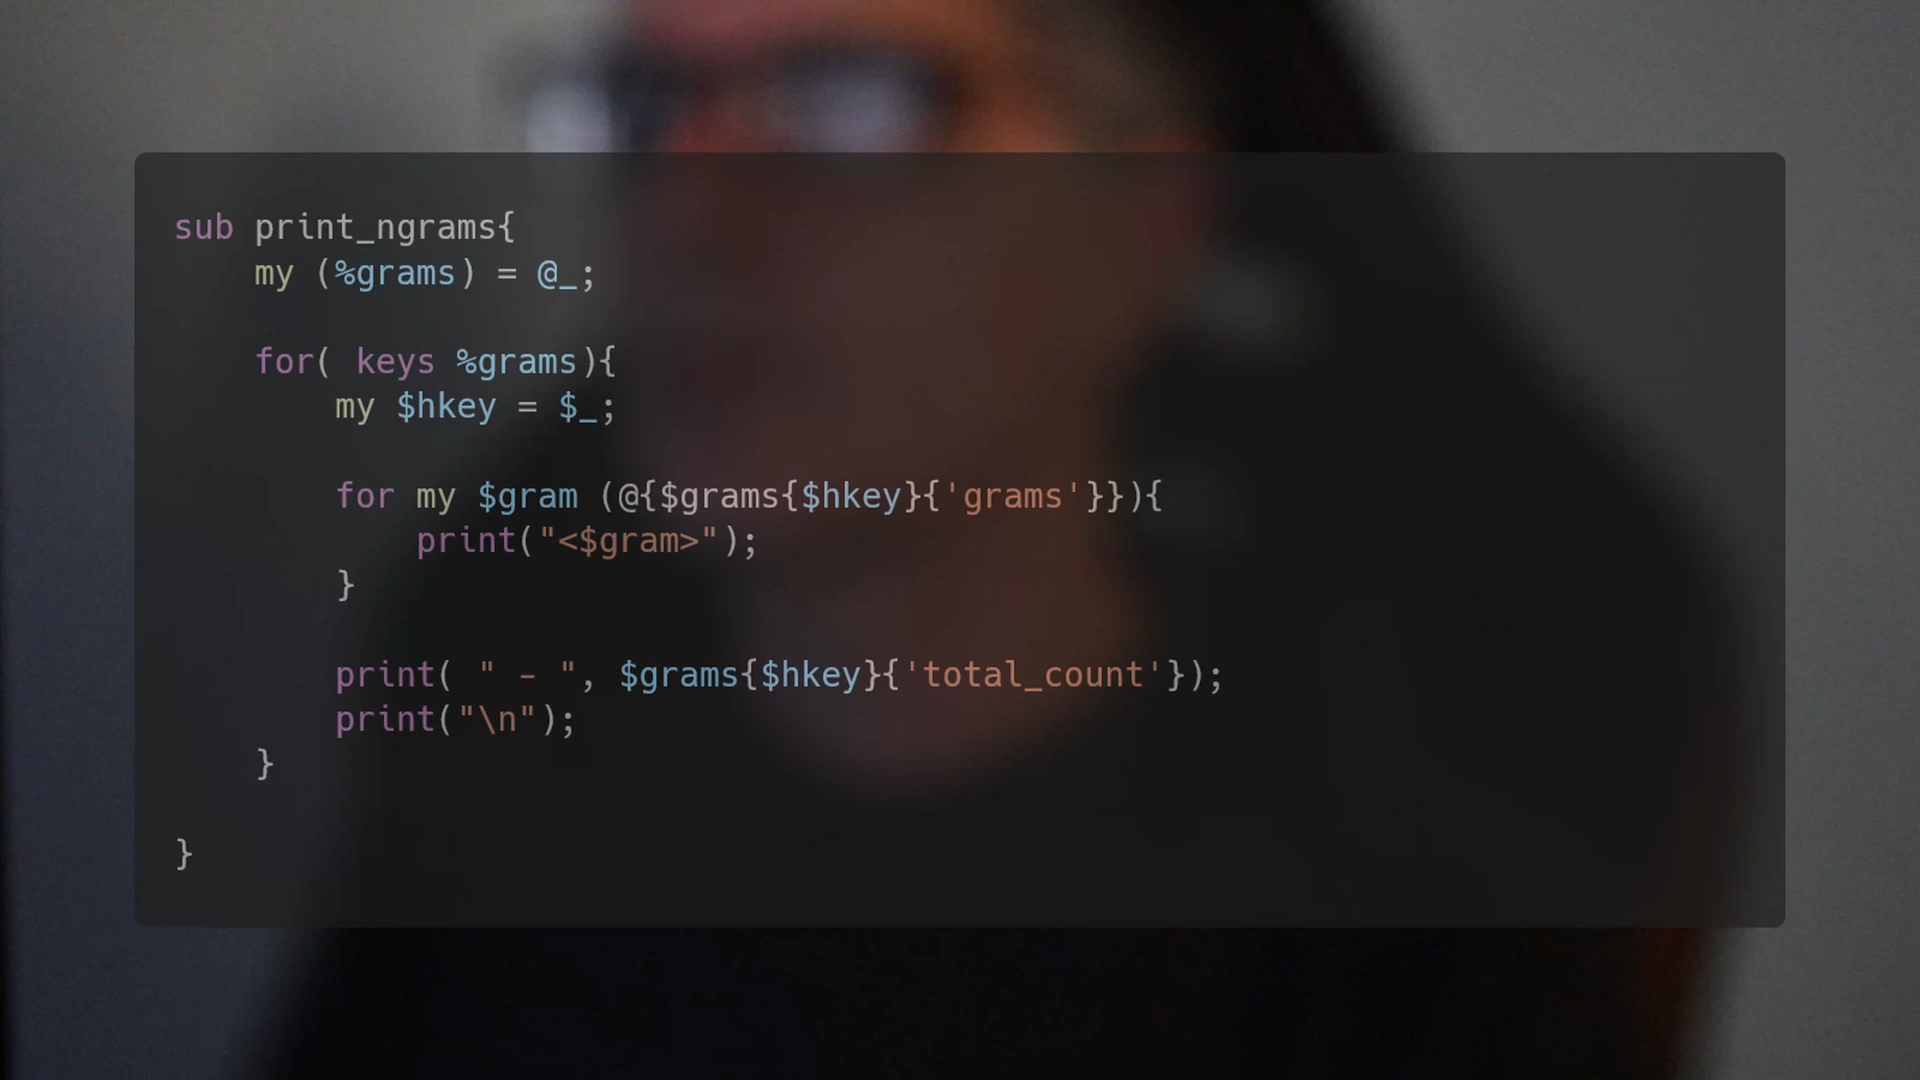 sub print_ngrams{
my (%grams) = @_;
for( keys %grams){
my $hkey = $_;
for my $gram (@{$grams{$hkey}{'grams'}}){
print("<$gram>");
}
print( " - ", $grams{$hkey}{'total_count'});
print("\n");
}
}